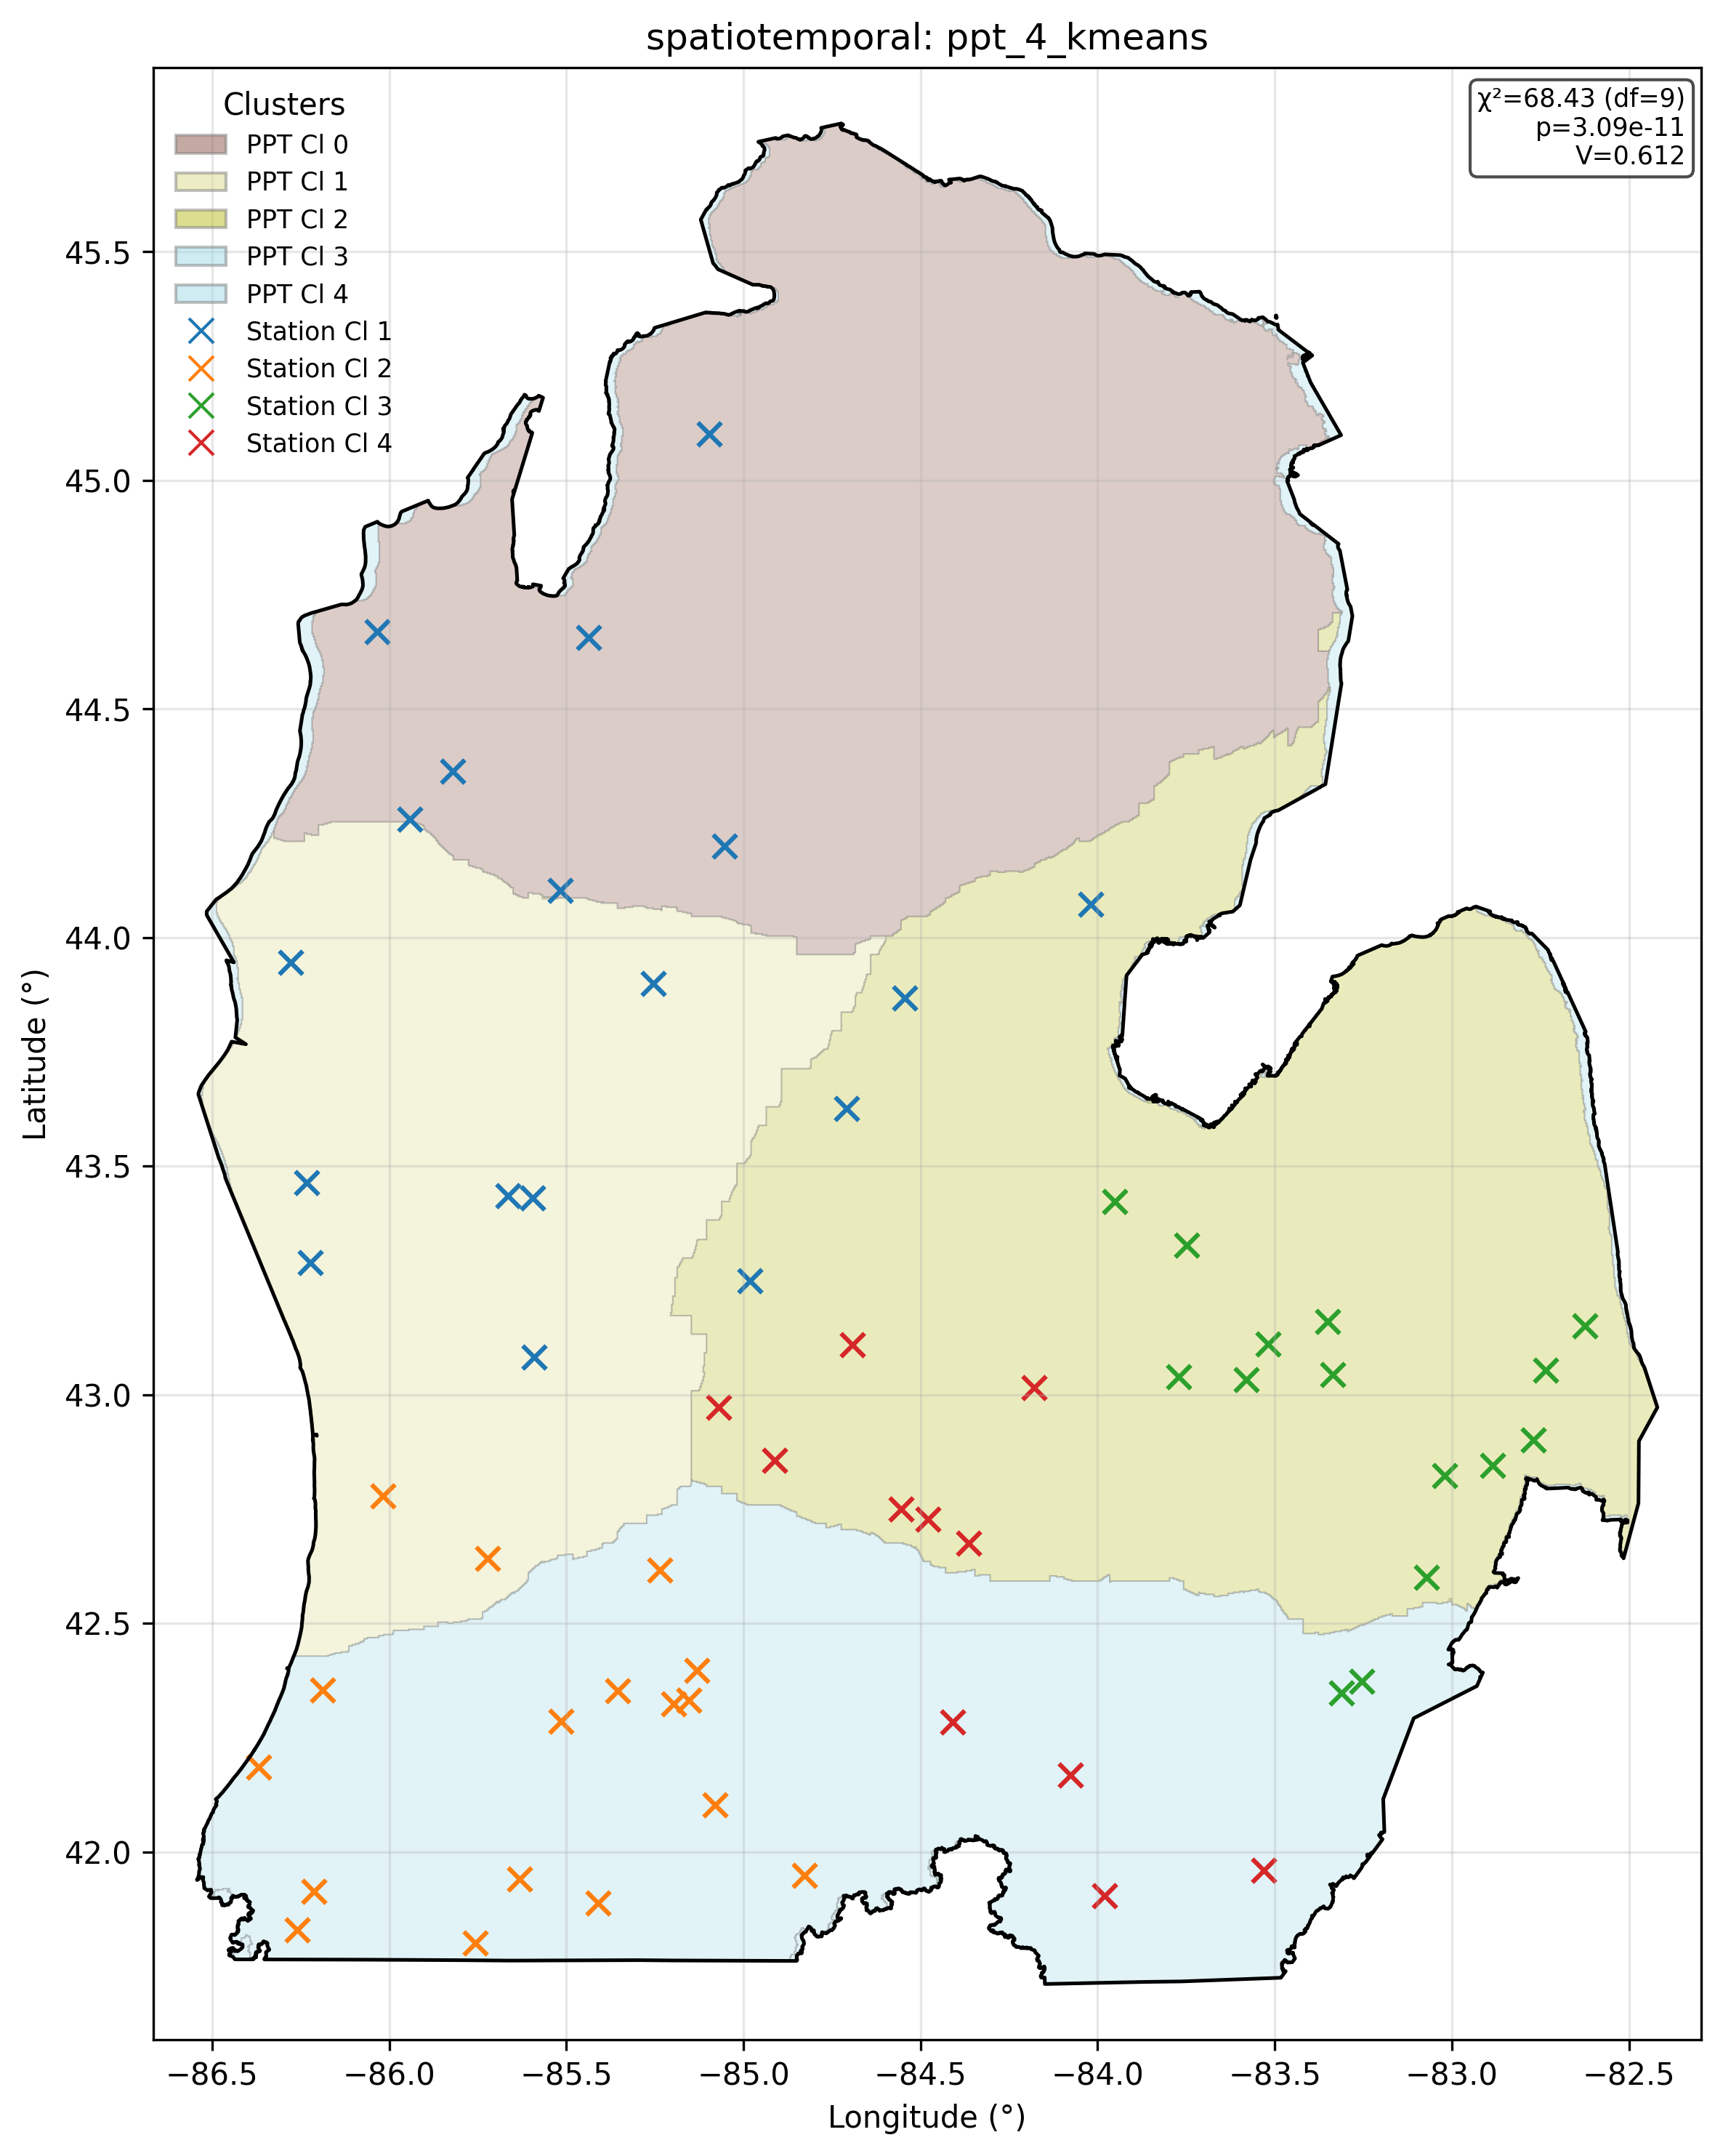 spatiotemporal: ppt_4_kmeans
Clusters
PPT Cl 0
PPT Cl 1
PPT Cl 2
PPT Cl 3
PPT Cl 4
Station Cl 1
Station Cl 2
Station Cl 3
Station Cl 4
χ²=68.43 (df=9)
p=3.09e-11
V=0.612
45.5
45.0
44.5
44.0
43.5
43.0
42.5
42.0
Latitude (°)
−86.5 −86.0 −85.5 −85.0 −84.5 −84.0 −83.5 −83.0 −82.5
Longitude (°)